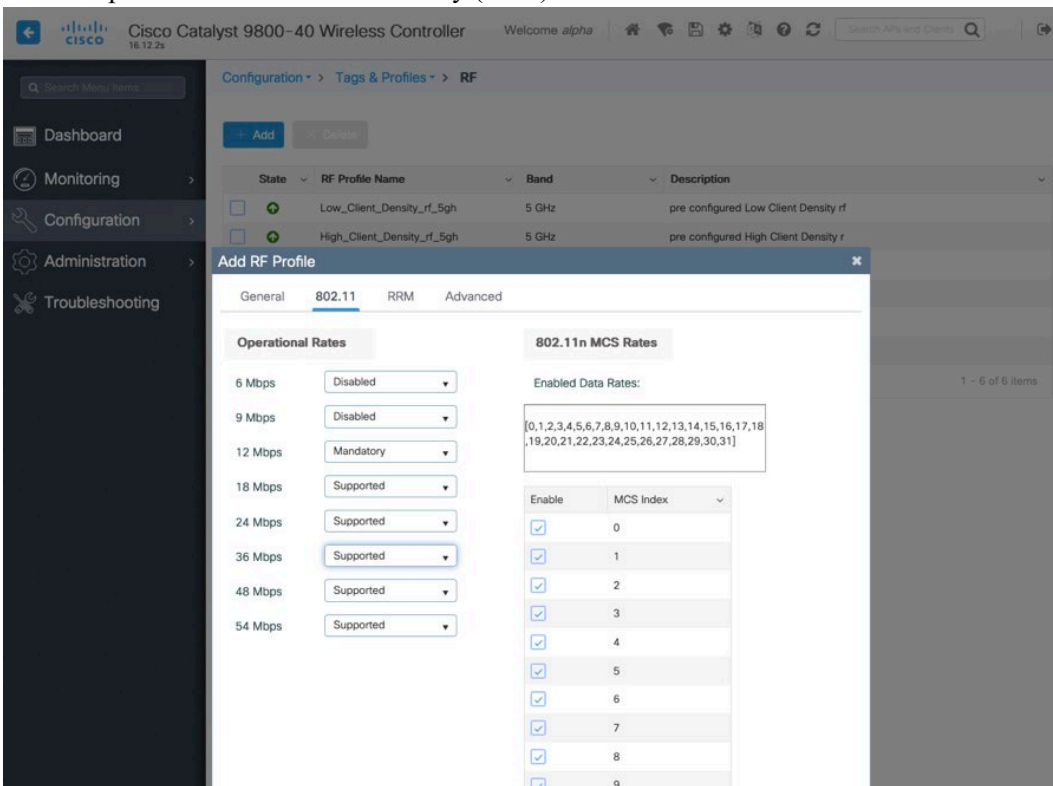 CISCO
Cisco Catalyst 9800-40 Wireless Controller
16.12.2s
Welcome alpha
Search APs and Clients
Search Menu Items
Dashboard
Monitoring
Configuration
Administration
Troubleshooting
Configuration > Tags & Profiles > RF
+ Add
× Delete
State RF Profile Name Band Description
Low_Client_Density_rf_5gh 5 GHz pre configured Low Client Density rf
High_Client_Density_rf_5gh 5 GHz pre configured High Client Density r
1 - 6 of 6 items
Add RF Profile
General 802.11 RRM Advanced
Operational Rates
6 Mbps Disabled
9 Mbps Disabled
12 Mbps Mandatory
18 Mbps Supported
24 Mbps Supported
36 Mbps Supported
48 Mbps Supported
54 Mbps Supported
802.11n MCS Rates
Enabled Data Rates:
[0,1,2,3,4,5,6,7,8,9,10,11,12,13,14,15,16,17,18
,19,20,21,22,23,24,25,26,27,28,29,30,31]
Enable MCS Index
0
1
2
3
4
5
6
7
8
9